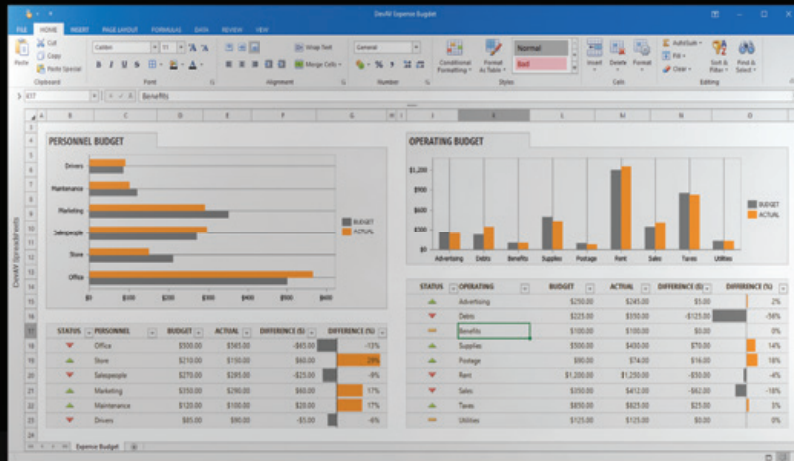 DevAV Expense Budget
FILE HOME INSERT PAGE LAYOUT FORMULAS DATA REVIEW VIEW
Paste
Cut
Copy
Paste Special
Clipboard
Calibri 11
B I U S
Font
Wrap Text
Merge Cells
Alignment
General
Number
Conditional Formatting
Format As Table
Normal
Bad
Styles
Insert Delete Format
Cells
AutoSum
Fill
Clear
Sort & Filter
Find & Select
Editing
K17 Benefits
DevAV Spreadsheets
PERSONNEL BUDGET
Drivers
Maintenance
Marketing
Salespeople
Store
Office
$0 $100 $200 $300 $400 $500 $600
BUDGET
ACTUAL
OPERATING BUDGET
$1,200
$900
$600
$300
$0
Advertising Debts Benefits Supplies Postage Rent Sales Taxes Utilities
BUDGET
ACTUAL
STATUS PERSONNEL BUDGET ACTUAL DIFFERENCE ($) DIFFERENCE (%)
Office $500.00 $565.00 -$65.00 -13%
Store $210.00 $150.00 $60.00 29%
Salespeople $270.00 $295.00 -$25.00 -9%
Marketing $350.00 $290.00 $60.00 17%
Maintenance $120.00 $100.00 $20.00 17%
Drivers $85.00 $90.00 -$5.00 -6%
STATUS OPERATING BUDGET ACTUAL DIFFERENCE ($) DIFFERENCE (%)
Advertising $250.00 $245.00 $5.00 2%
Debts $225.00 $350.00 -$125.00 -56%
Benefits $100.00 $100.00 $0.00 0%
Supplies $500.00 $430.00 $70.00 14%
Postage $90.00 $74.00 $16.00 18%
Rent $1,200.00 $1,250.00 -$50.00 -4%
Sales $350.00 $412.00 -$62.00 -18%
Taxes $850.00 $825.00 $25.00 3%
Utilities $125.00 $125.00 $0.00 0%
Expense Budget